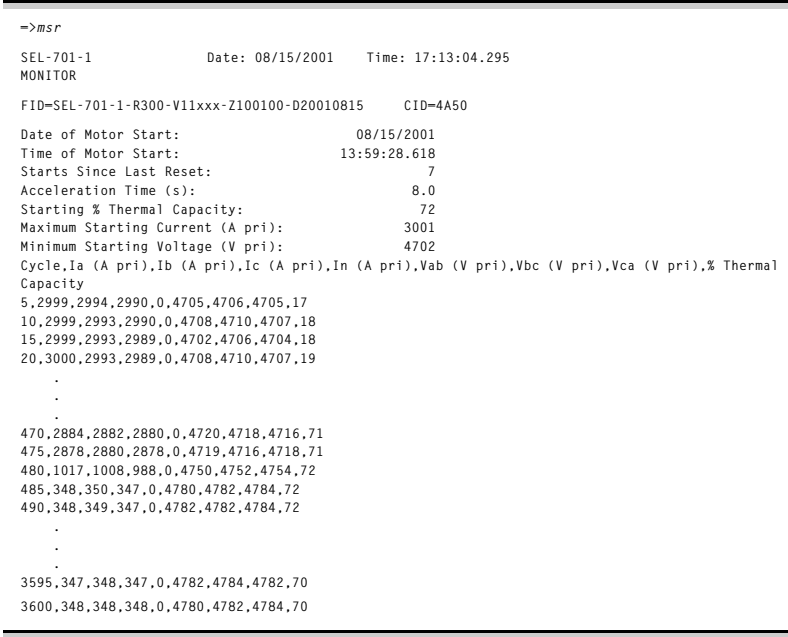 =>msr
SEL-701-1 Date: 08/15/2001 Time: 17:13:04.295
MONITOR
FID=SEL-701-1-R300-V11xxx-Z100100-D20010815 CID=4A50
Date of Motor Start: 08/15/2001
Time of Motor Start: 13:59:28.618
Starts Since Last Reset: 7
Acceleration Time (s): 8.0
Starting % Thermal Capacity: 72
Maximum Starting Current (A pri): 3001
Minimum Starting Voltage (V pri): 4702
Cycle,Ia (A pri),Ib (A pri),Ic (A pri),In (A pri),Vab (V pri),Vbc (V pri),Vca (V pri),% Thermal
Capacity
5,2999,2994,2990,0,4705,4706,4705,17
10,2999,2993,2990,0,4708,4710,4707,18
15,2999,2993,2989,0,4702,4706,4704,18
20,3000,2993,2989,0,4708,4710,4707,19
.
.
.
470,2884,2882,2880,0,4720,4718,4716,71
475,2878,2880,2878,0,4719,4716,4718,71
480,1017,1008,988,0,4750,4752,4754,72
485,348,350,347,0,4780,4782,4784,72
490,348,349,347,0,4782,4782,4784,72
.
.
.
3595,347,348,347,0,4782,4784,4782,70
3600,348,348,348,0,4780,4782,4784,70